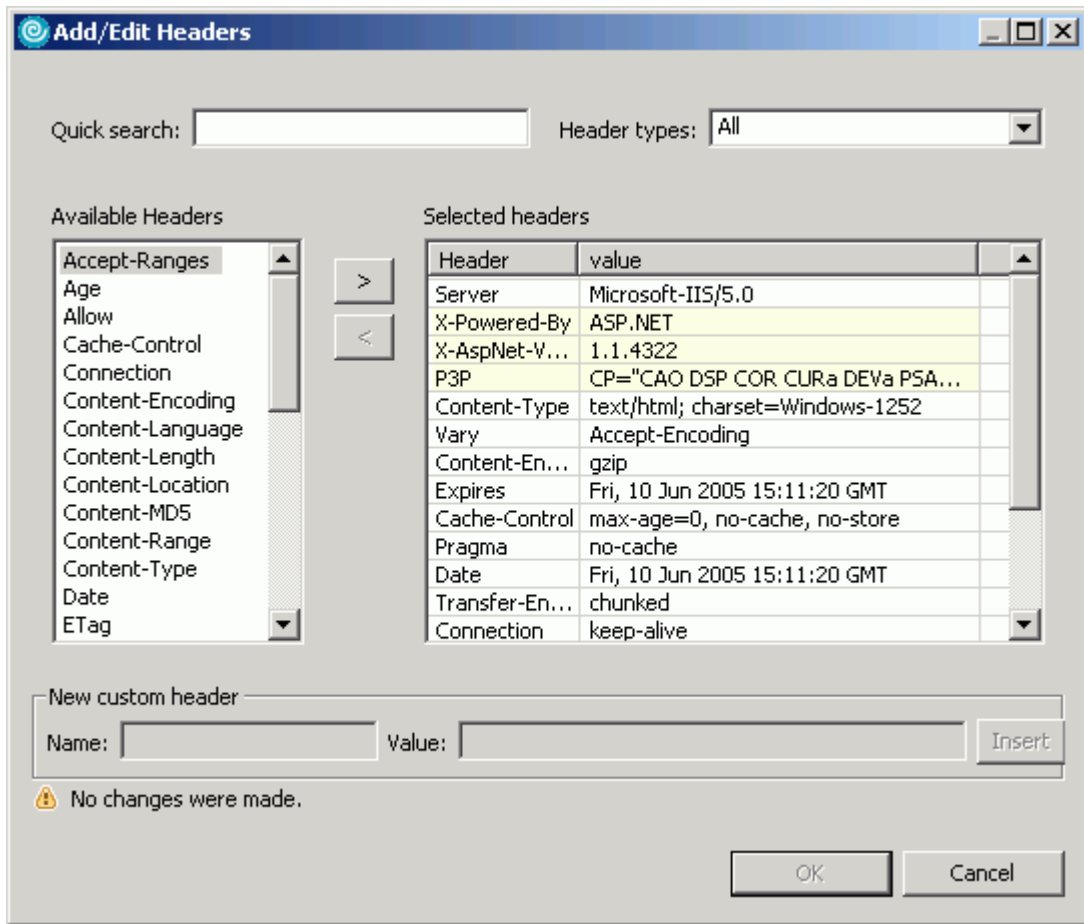 Add/Edit Headers
Quick search:
Header types: All
Available Headers
Accept-Ranges
Age
Allow
Cache-Control
Connection
Content-Encoding
Content-Language
Content-Length
Content-Location
Content-MD5
Content-Range
Content-Type
Date
ETag
>
<
Selected headers
Header value
Server Microsoft-IIS/5.0
X-Powered-By ASP.NET
X-AspNet-V... 1.1.4322
P3P CP="CAO DSP COR CURa DEVa PSA...
Content-Type text/html; charset=Windows-1252
Vary Accept-Encoding
Content-En... gzip
Expires Fri, 10 Jun 2005 15:11:20 GMT
Cache-Control max-age=0, no-cache, no-store
Pragma no-cache
Date Fri, 10 Jun 2005 15:11:20 GMT
Transfer-En... chunked
Connection keep-alive
New custom header
Name: Value: Insert
No changes were made.
OK Cancel